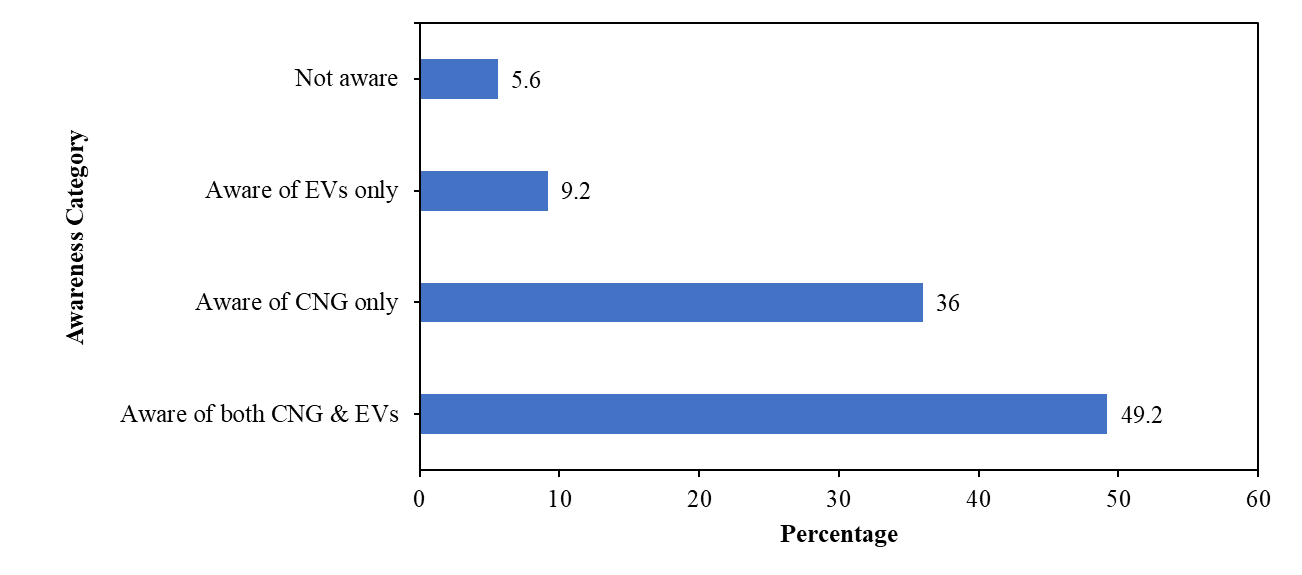 Not aware
5.6
Aware of EVs only
9.2
Aware of CNG only
36
Aware of both CNG & EVs
49.2
Awareness Category
0 10 20 30 40 50 60
Percentage